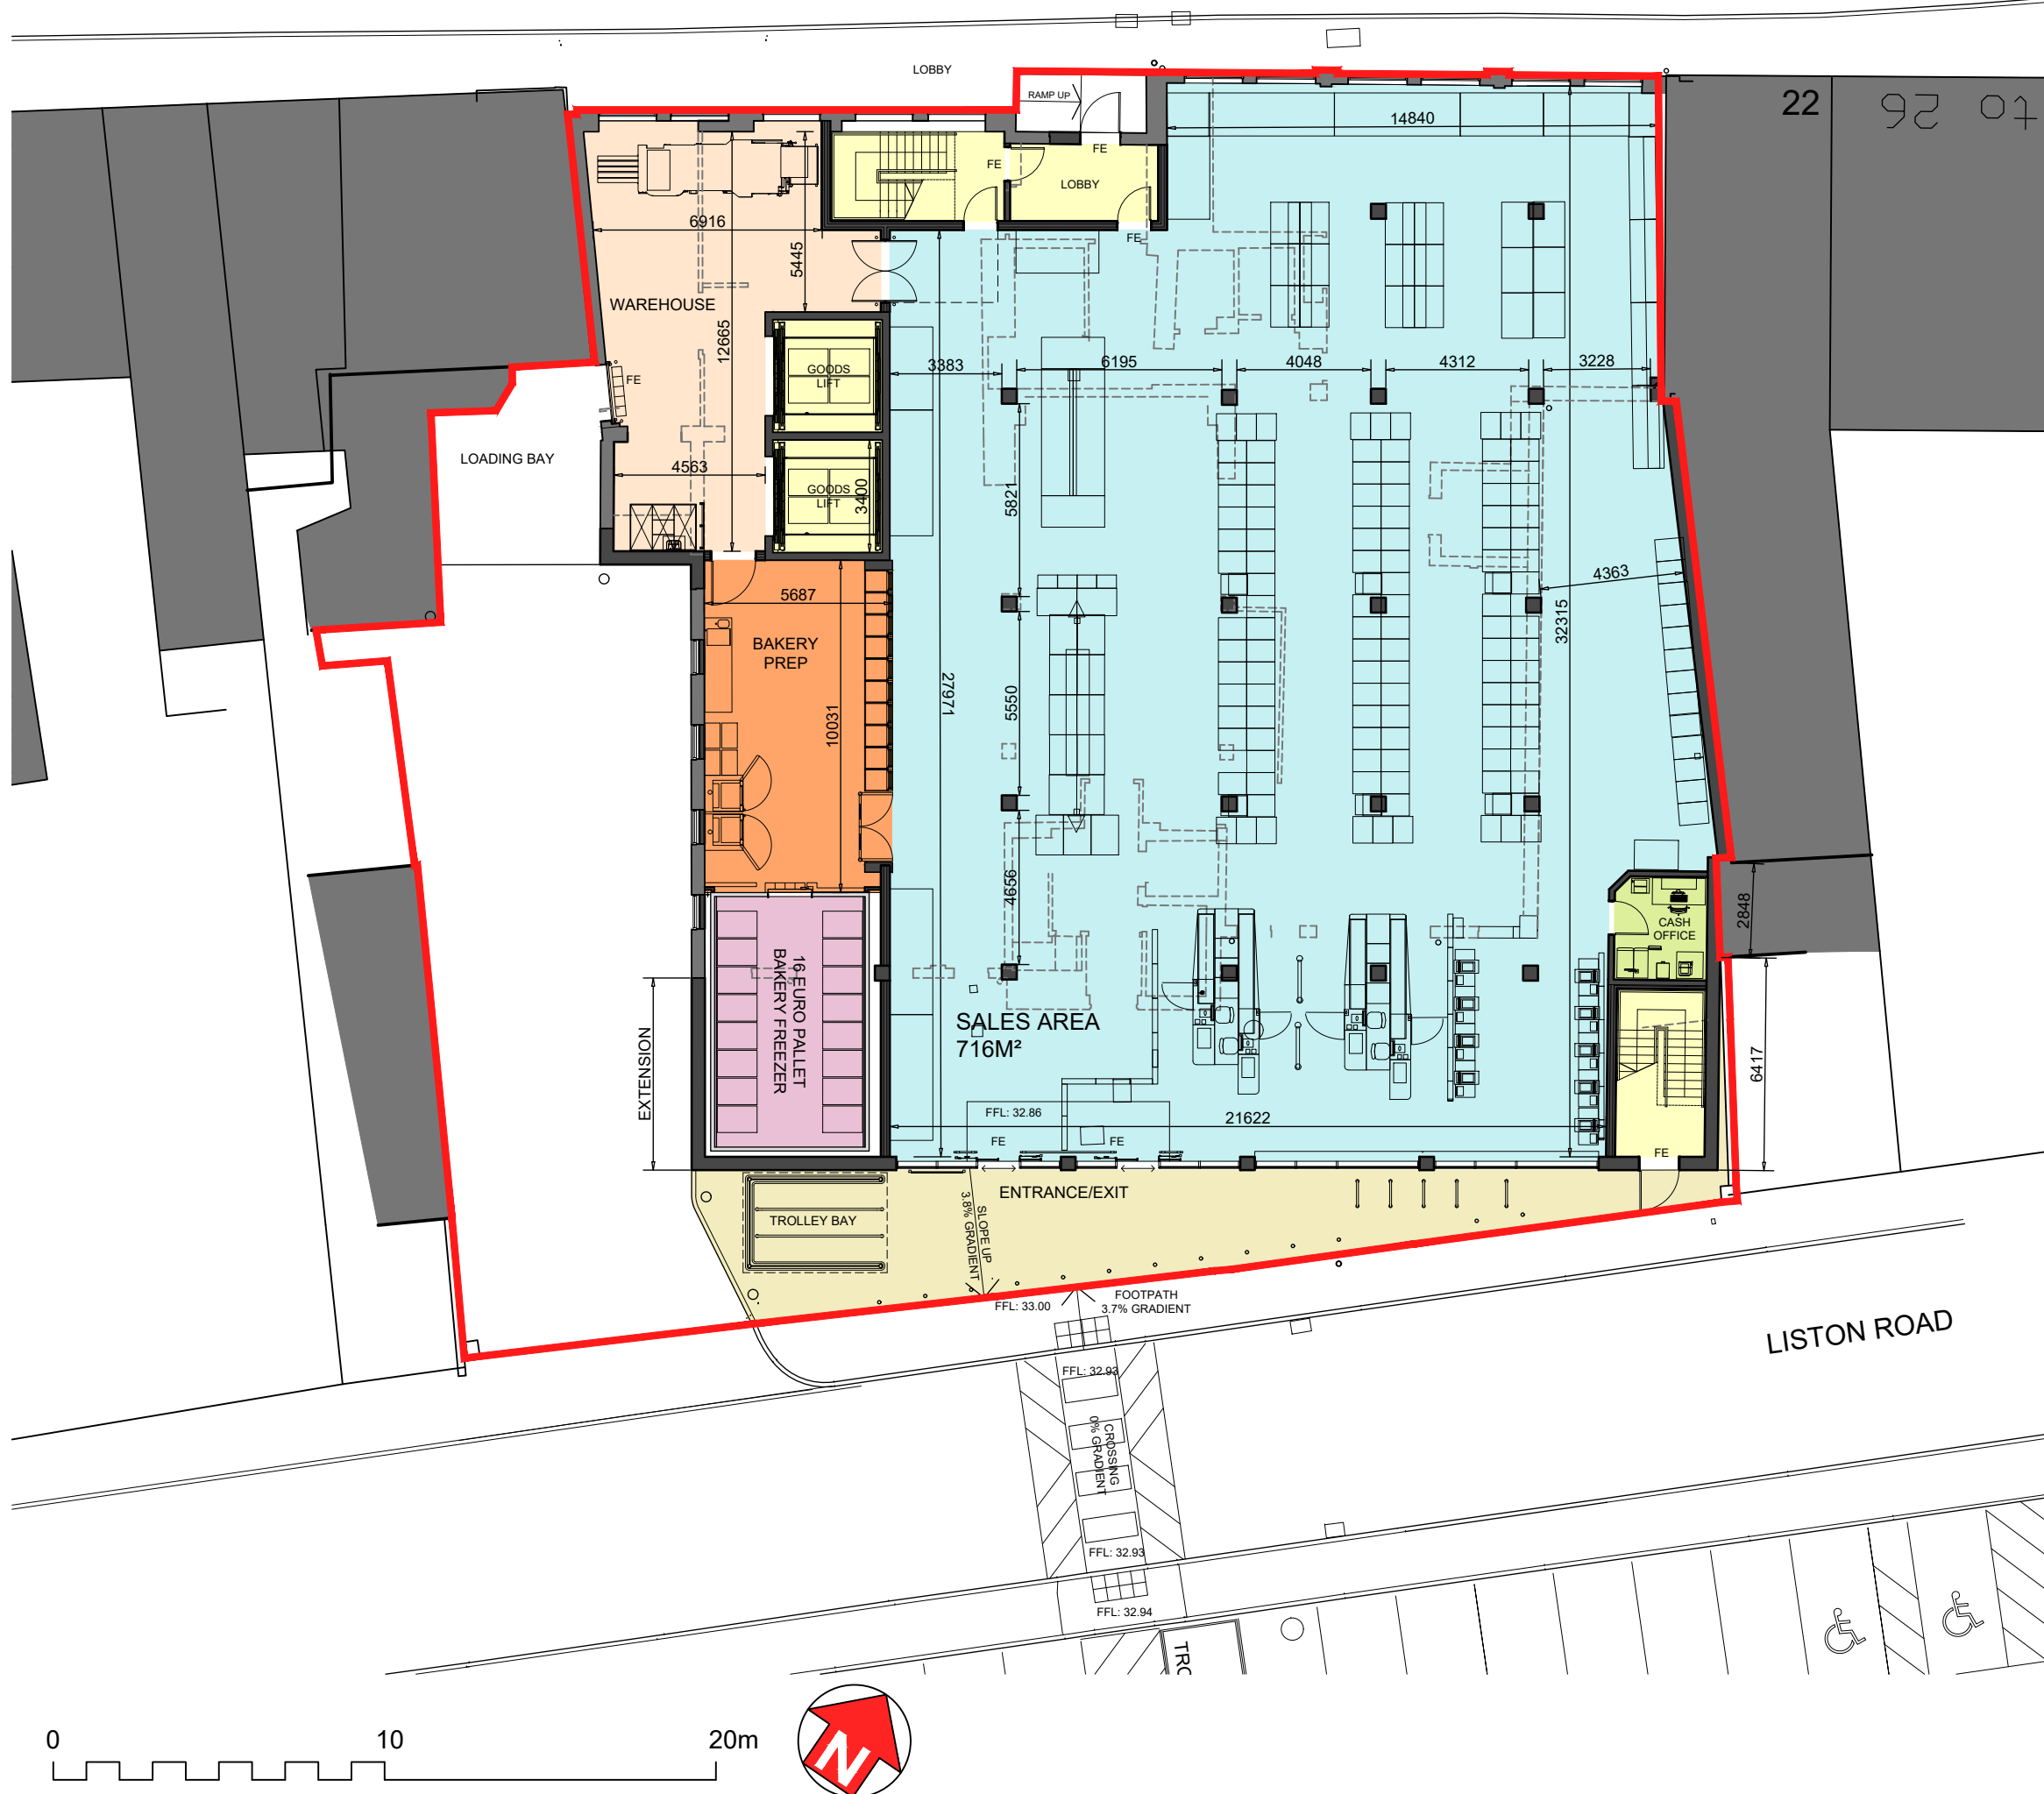 LOBBY
22
to 26
RAMP UP
14840
FE
FE
LOBBY
6916
FE
5445
WAREHOUSE
12665
GOODS
LIFT
3383
6195
4048
4312
3228
FE
LOADING BAY
4563
GOODS
LIFT
3400
5821
4363
5687
32315
BAKERY
PREP
27971
5550
10031
4656
CASH
OFFICE
2848
16 EURO PALLET
BAKERY FREEZER
SALES AREA
716M²
EXTENSION
6417
FFL: 32.86
21622
FE
FE
FE
ENTRANCE/EXIT
TROLLEY BAY
SLOPE UP
3.8% GRADIENT
FFL: 33.00
FOOTPATH
3.7% GRADIENT
LISTON ROAD
FFL: 32.93
CROSSING
0% GRADIENT
FFL: 32.93
FFL: 32.94
TRO
0
10
20m
N